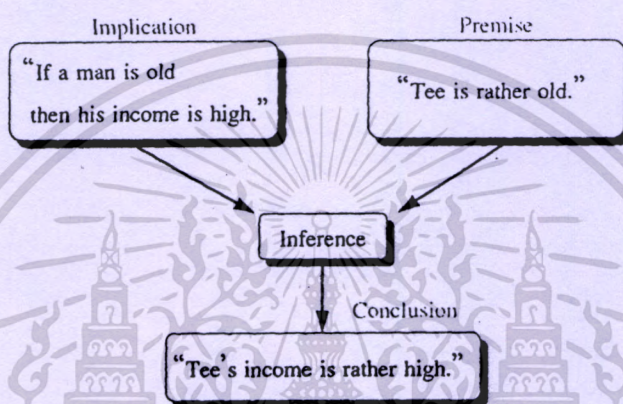 Implication
Premise
“If a man is old
then his income is high.”
“Tee is rather old.”
Inference
Conclusion
“Tee’s income is rather high.”